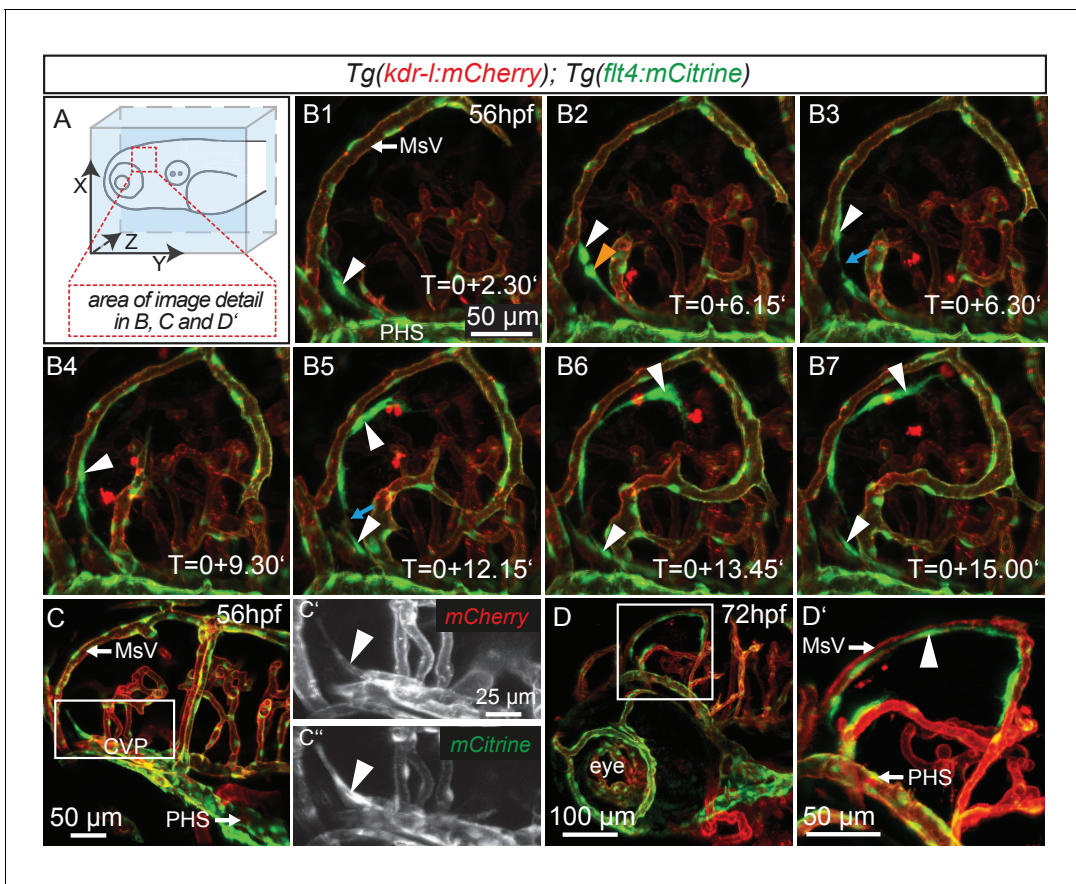 Tg(kdr-l:mCherry); Tg(flt4:mCitrine)
A
X
Z
Y
area of image detail
in B, C and D‘
B1
56hpf
MsV
T=0+2.30‘
PHS
50 µm
B2
T=0+6.15‘
B3
T=0+6.30‘
B4
T=0+9.30‘
B5
T=0+12.15‘
B6
T=0+13.45‘
B7
T=0+15.00‘
C
56hpf
MsV
CVP
PHS
50 µm
C‘
mCherry
25 µm
C‘‘
mCitrine
D
72hpf
eye
100 µm
D‘
MsV
PHS
50 µm